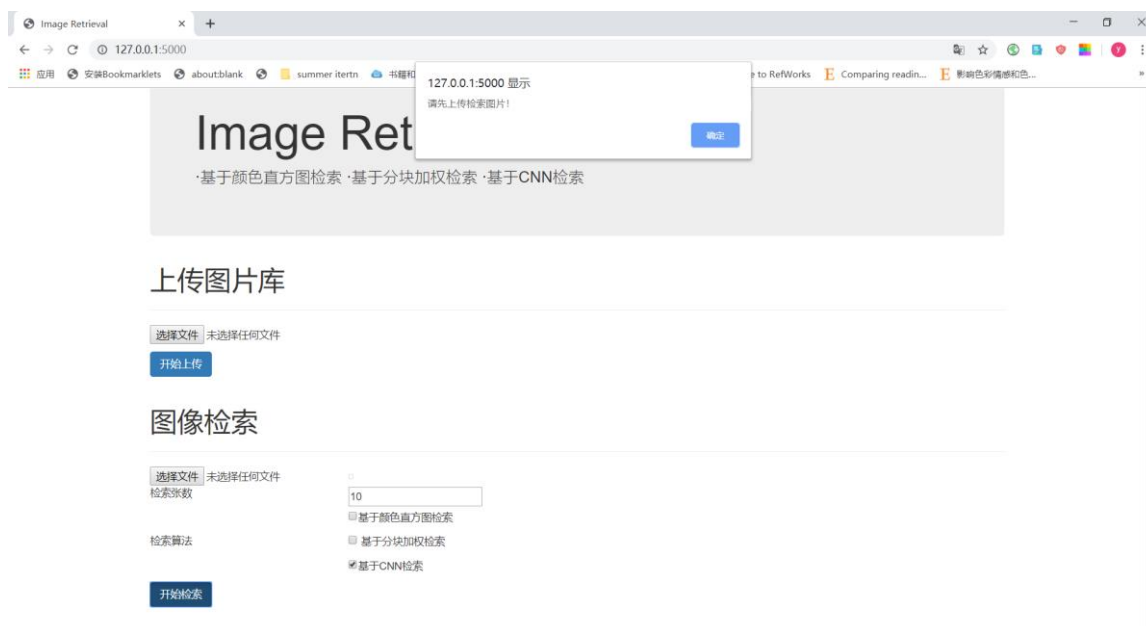 Image Retrieval
127.0.0.1:5000
应用 安装Bookmarklets about:blank summer itertn e to RefWorks Comparing readin... 影响色彩情感和色...
127.0.0.1:5000 显示
请先上传检索图片!
确定
Image Ret
·基于颜色直方图检索 ·基于分块加权检索 ·基于CNN检索
上传图片库
选择文件 未选择任何文件
开始上传
图像检索
选择文件 未选择任何文件
检索张数 10
基于颜色直方图检索
检索算法 基于分块加权检索
基于CNN检索
开始检索